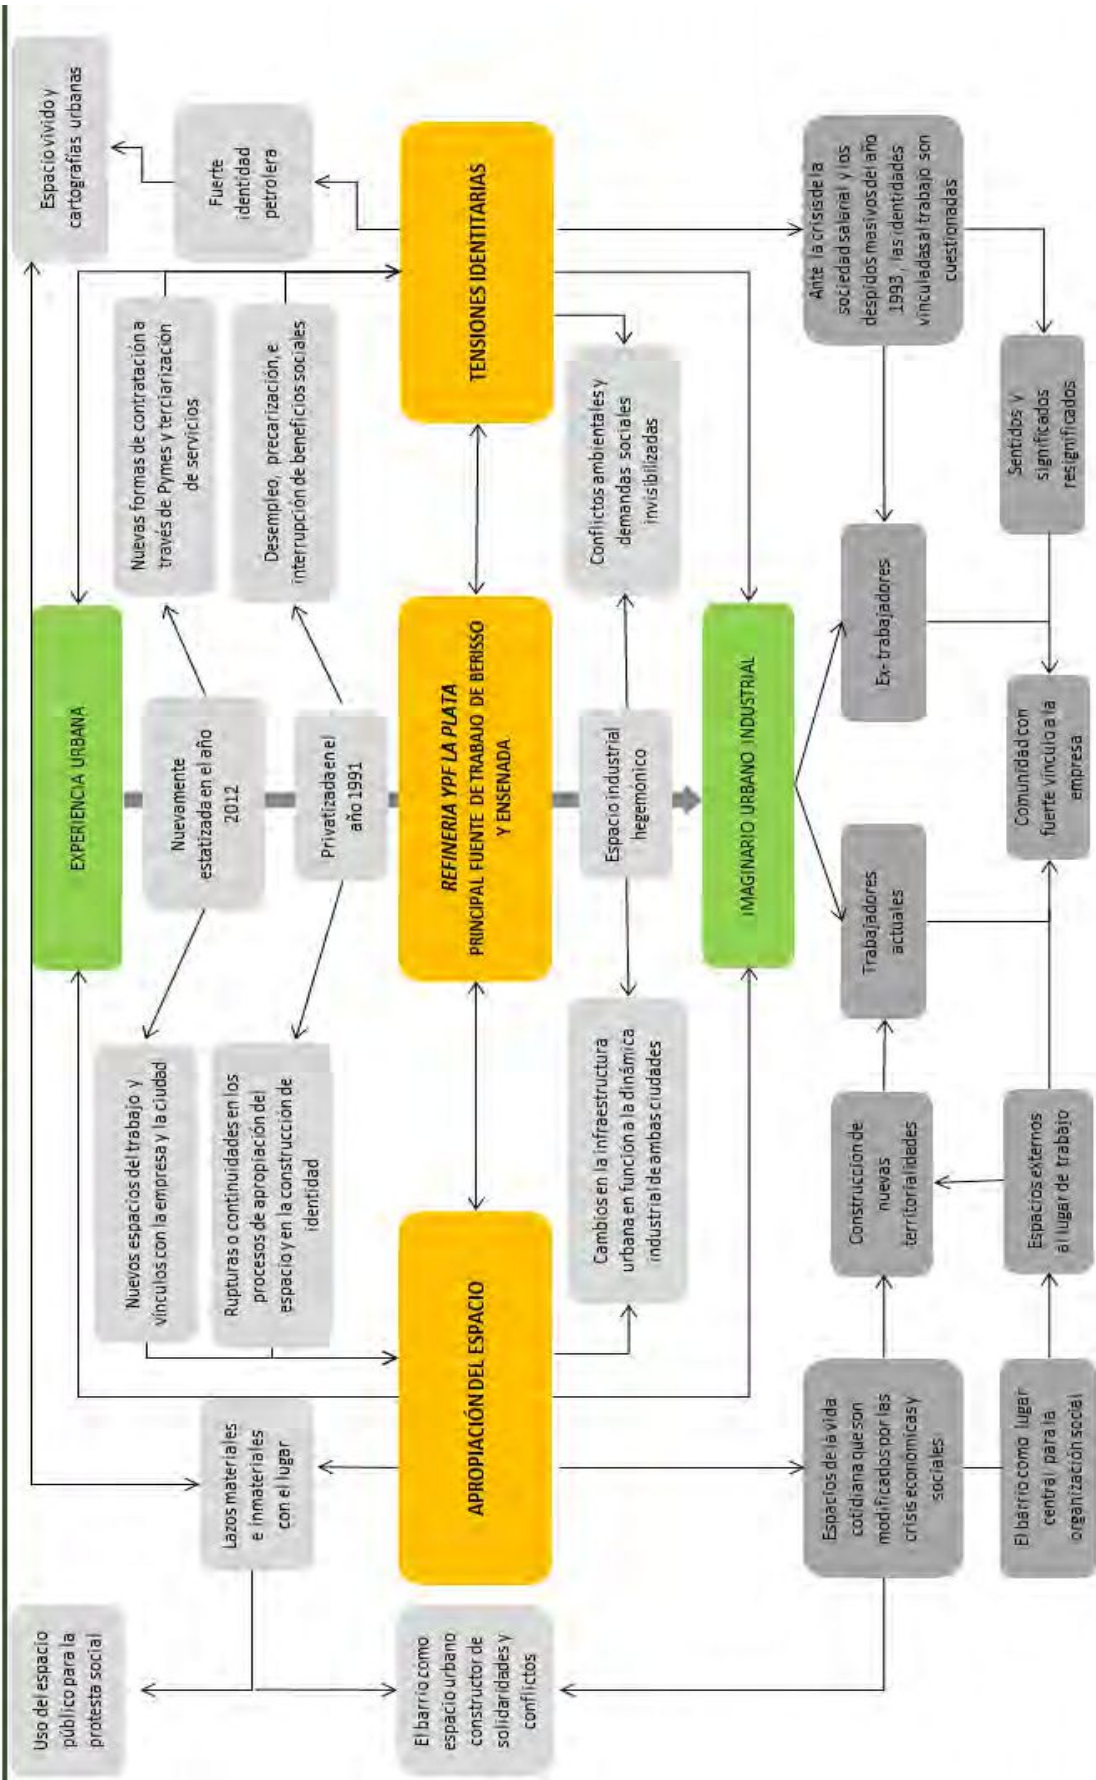 Uso del espacio
público para la
protesta social
Espacio vivido y
cartografías urbanas
EXPERIENCIA URBANA
Lazos materiales
e inmateriales
con el lugar
Nuevos espacios del trabajo y
vínculos con la empresa y la ciudad
Nuevamente
estatizada en el año
2012
Nuevas formas de contratación a
través de Pymes y terciarización
de servicios
Fuerte
identidad
petrolera
Rupturas o continuidades en los
procesos de apropiación del
espacio y en la construcción de
identidad
Privatizada en el
año 1991
Desempleo, precarización, e
interrupción de beneficios sociales
El barrio como
espacio urbano
constructor de
solidaridades y
conflictos
APROPIACIÓN DEL ESPACIO
REFINERIA YPF LA PLATA
PRINCIPAL FUENTE DE TRABAJO DE BERISSO
Y ENSENADA
TENSIONES IDENTITARIAS
Cambios en la infraestructura
urbana en función a la dinámica
industrial de ambas ciudades
Espacio industrial
hegemónico
Conflictos ambientales y
demandas sociales
invisibilizadas
IMAGINARIO URBANO INDUSTRIAL
Espacios de la vida
cotidiana que son
modificados por las
crisis económicas y
sociales
Construcción de
nuevas
territorialidades
Trabajadores
actuales
Ex-trabajadores
Ante la crisis de la
sociedad salarial y los
despidos masivos del año
1993, las identidades
vinculadas al trabajo son
cuestionadas
El barrio como lugar
central para la
organización social
Espacios externos
al lugar de trabajo
Comunidad con
fuerte vínculo a la
empresa
Sentidos y
significados
resignificados